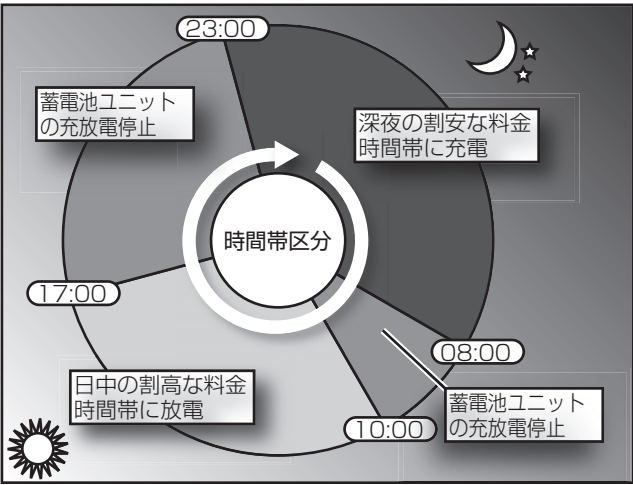 23:00
蓄電池ユニット
の充放電停止
深夜の割安な料金
時間帯に充電
時間帯区分
17:00
08:00
日中の割高な料金
時間帯に放電
蓄電池ユニット
の充放電停止
10:00